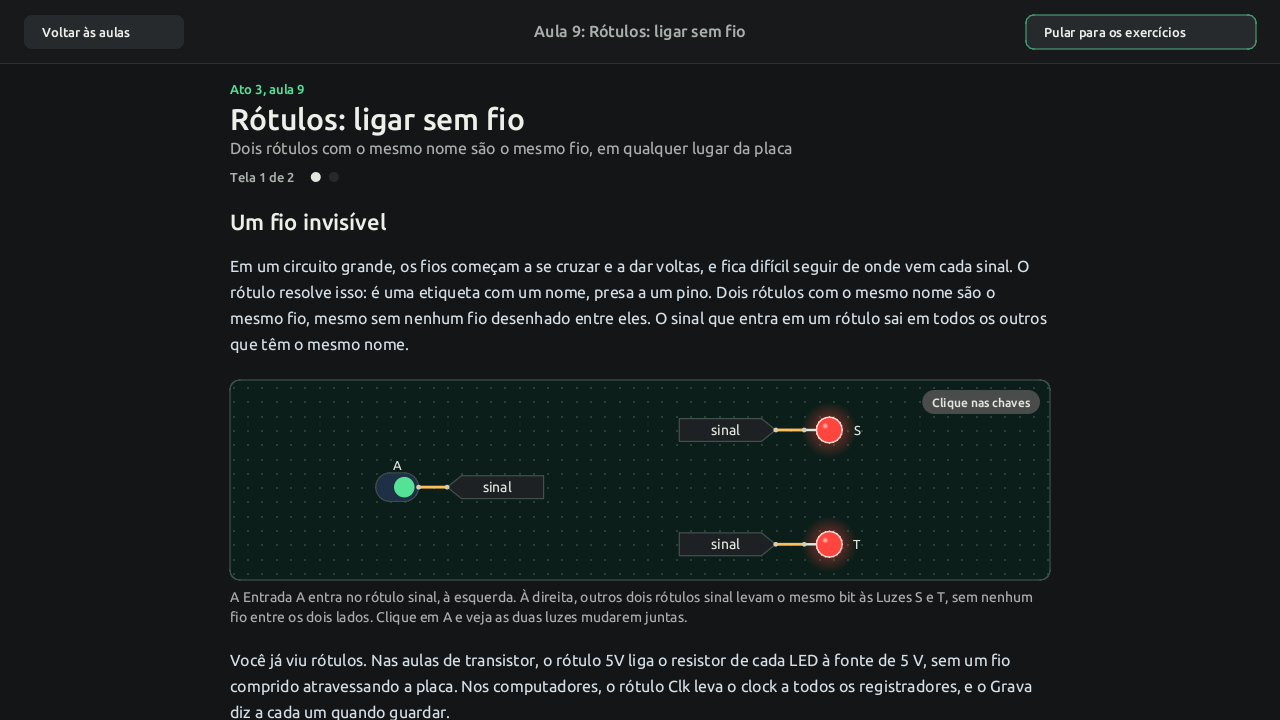 Voltar às aulas
Aula 9: Rótulos: ligar sem fio
Pular para os exercícios
Ato 3, aula 9
Rótulos: ligar sem fio
Dois rótulos com o mesmo nome são o mesmo fio, em qualquer lugar da placa
Tela 1 de 2
Um fio invisível
Em um circuito grande, os fios começam a se cruzar e a dar voltas, e fica difícil seguir de onde vem cada sinal. O
rótulo resolve isso: é uma etiqueta com um nome, presa a um pino. Dois rótulos com o mesmo nome são o
mesmo fio, mesmo sem nenhum fio desenhado entre eles. O sinal que entra em um rótulo sai em todos os outros
que têm o mesmo nome.
Clique nas chaves
sinal
S
A
sinal
sinal
T
A Entrada A entra no rótulo sinal, à esquerda. À direita, outros dois rótulos sinal levam o mesmo bit às Luzes S e T, sem nenhum
fio entre os dois lados. Clique em A e veja as duas luzes mudarem juntas.
Você já viu rótulos. Nas aulas de transistor, o rótulo 5V liga o resistor de cada LED à fonte de 5 V, sem um fio
comprido atravessando a placa. Nos computadores, o rótulo Clk leva o clock a todos os registradores, e o Grava
diz a cada um quando guardar.